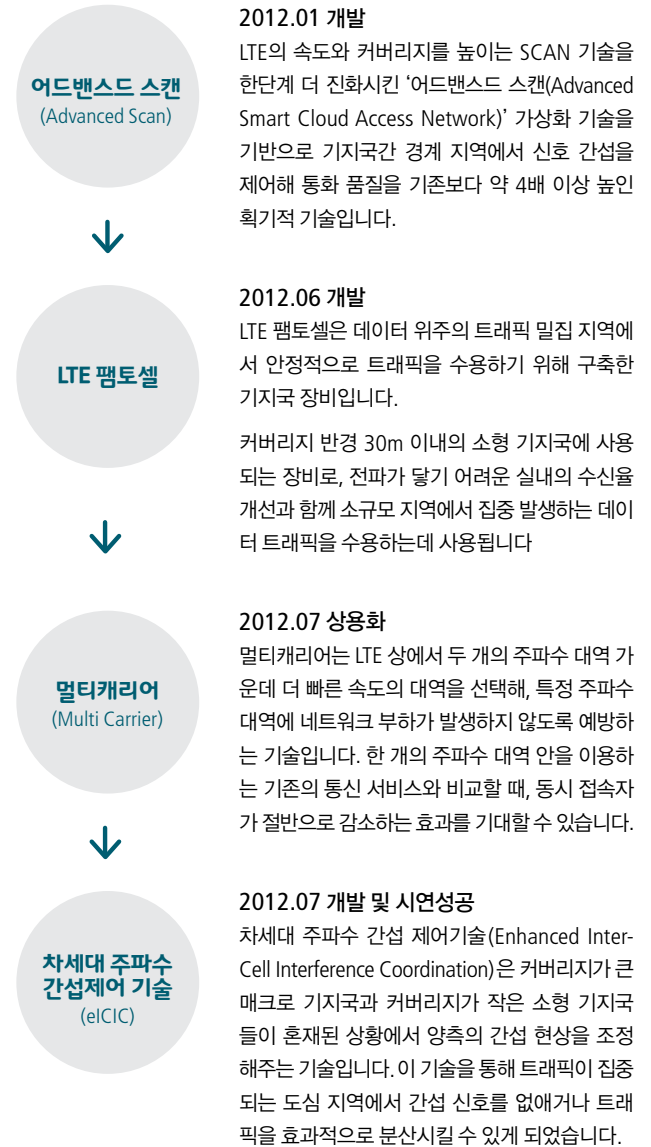 어드밴스드 스캔
(Advanced Scan)
2012.01 개발
LTE의 속도와 커버리지를 높이는 SCAN 기술을
한단계 더 진화시킨 ‘어드밴스드 스캔(Advanced
Smart Cloud Access Network)’ 가상화 기술을
기반으로 기지국간 경계 지역에서 신호 간섭을
제어해 통화 품질을 기존보다 약 4배 이상 높인
획기적 기술입니다.
LTE 팸토셀
2012.06 개발
LTE 팸토셀은 데이터 위주의 트래픽 밀집 지역에
서 안정적으로 트래픽을 수용하기 위해 구축한
기지국 장비입니다.
커버리지 반경 30m 이내의 소형 기지국에 사용
되는 장비로, 전파가 닿기 어려운 실내의 수신율
개선과 함께 소규모 지역에서 집중 발생하는 데이
터 트래픽을 수용하는데 사용됩니다
멀티캐리어
(Multi Carrier)
2012.07 상용화
멀티캐리어는 LTE 상에서 두 개의 주파수 대역 가
운데 더 빠른 속도의 대역을 선택해, 특정 주파수
대역에 네트워크 부하가 발생하지 않도록 예방하
는 기술입니다. 한 개의 주파수 대역 안을 이용하
는 기존의 통신 서비스와 비교할 때, 동시 접속자
가 절반으로 감소하는 효과를 기대할 수 있습니다.
차세대 주파수
간섭제어 기술
(eICIC)
2012.07 개발 및 시연성공
차세대 주파수 간섭 제어기술(Enhanced Inter-
Cell Interference Coordination)은 커버리지가 큰
매크로 기지국과 커버리지가 작은 소형 기지국
들이 혼재된 상황에서 양측의 간섭 현상을 조정
해주는 기술입니다. 이 기술을 통해 트래픽이 집중
되는 도심 지역에서 간섭 신호를 없애거나 트래
픽을 효과적으로 분산시킬 수 있게 되었습니다.